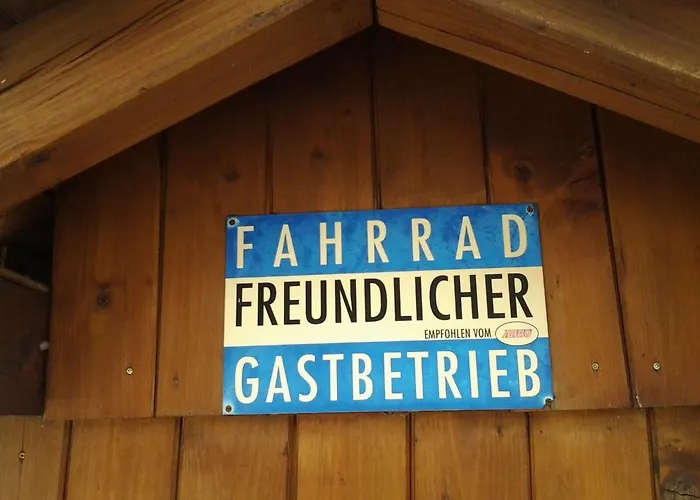 FAHRRAD
FREUNDLICHER
EMPFOHLEN VOM
GASTBETRIEB